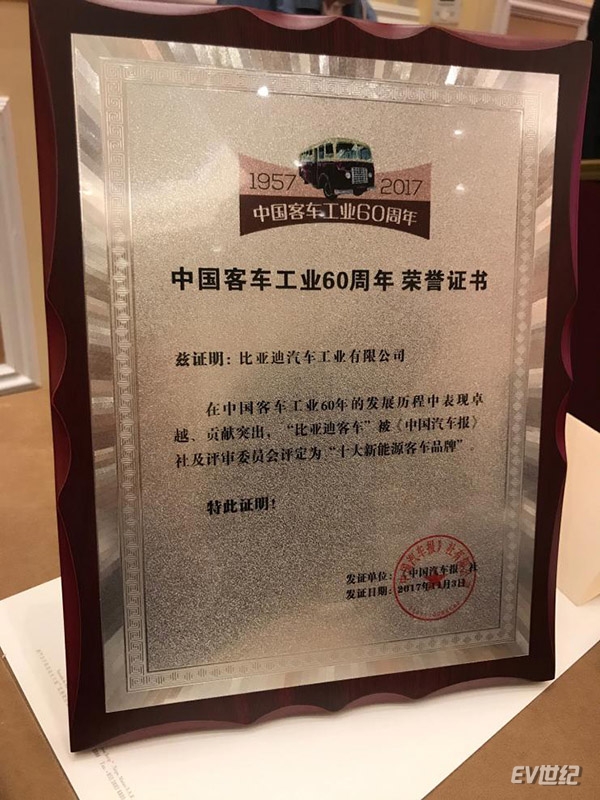 1957 2017
中国客车工业60周年
中国客车工业60周年 荣誉证书
兹证明：比亚迪汽车工业有限公司
在中国客车工业60年的发展历程中表现卓
越、贡献突出，“比亚迪客车”被《中国汽车报》
社及评审委员会评定为“十大新能源客车品牌”。
特此证明！
发证单位：《中国汽车报》社
发证日期：2017年11月3日
EV世纪